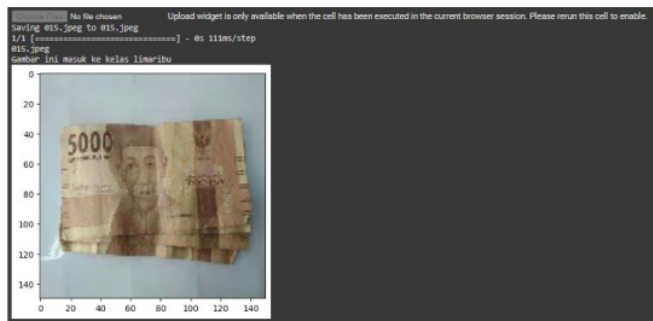 Choose Files No file chosen Upload widget is only available when the cell has been executed in the current browser session. Please rerun this cell to enable.
Saving 015.jpeg to 015.jpeg
1/1 [==============================] - 0s 111ms/step
015.jpeg
Gambar ini masuk ke kelas limaribu
0
20
40
60
80
100
120
140
5000
0 20 40 60 80 100 120 140